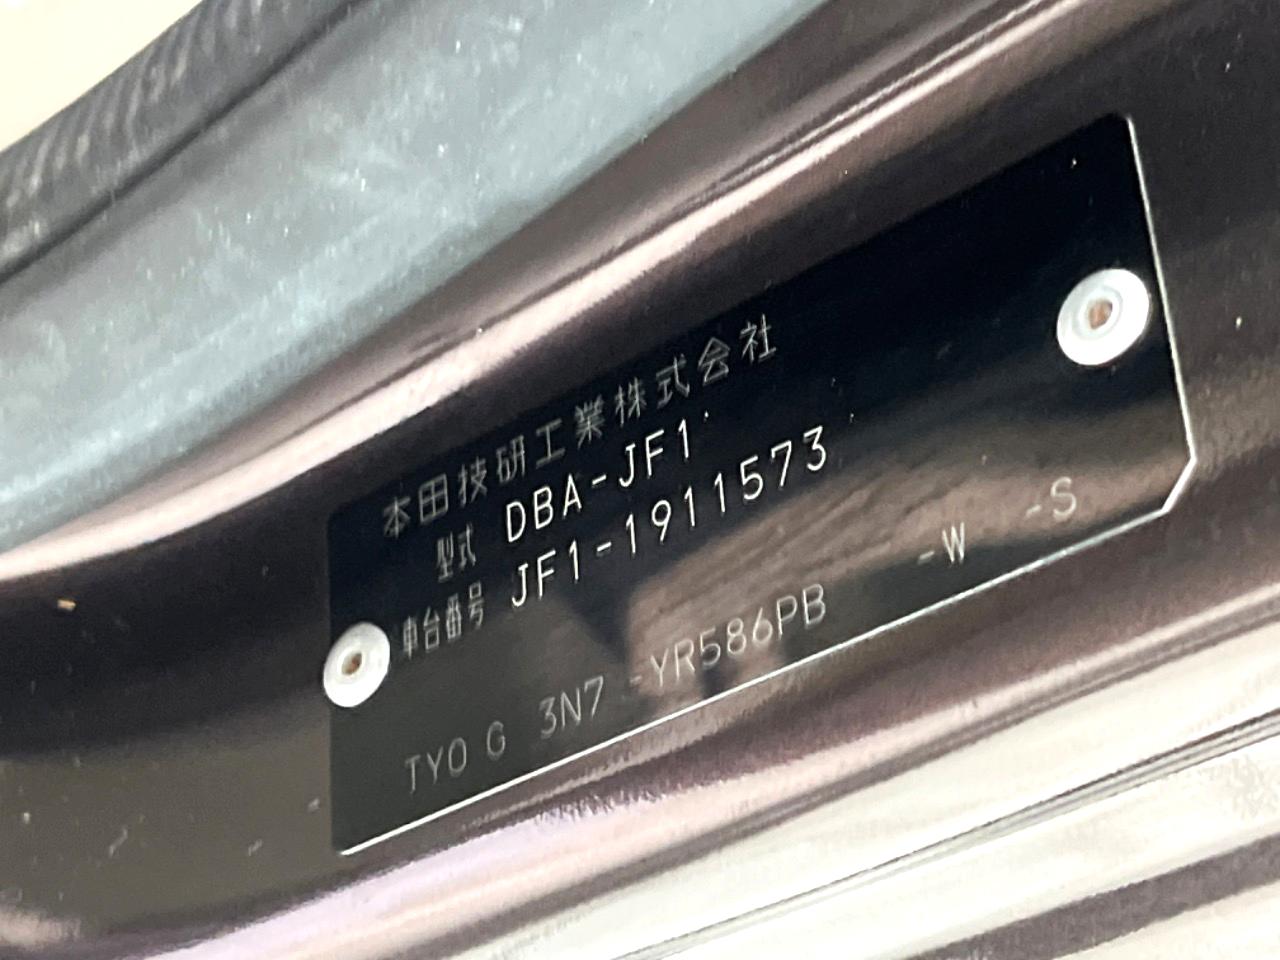 本田技研工業株式会社
型式 DBA-JF1
車台番号 JF1-1911573
TYO G 3N7 -YR586PB -W -S